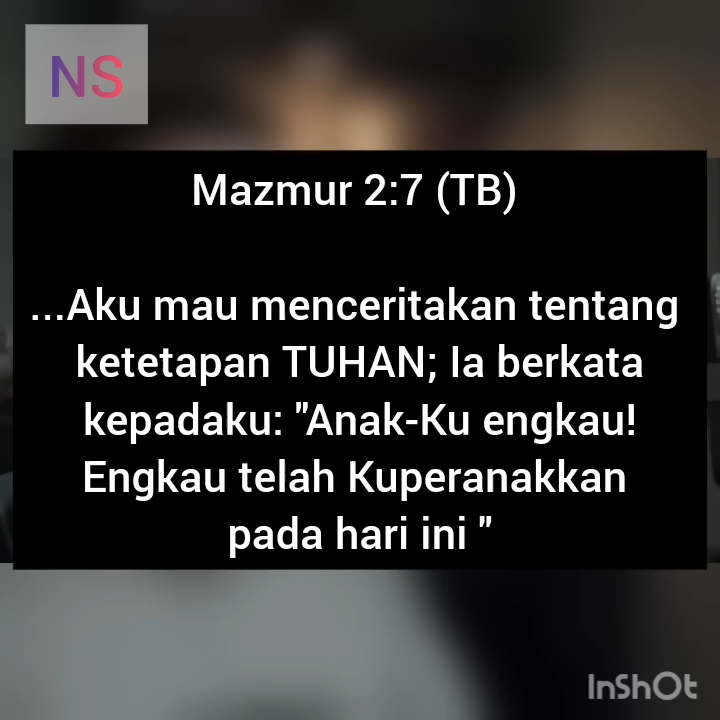 NS
Mazmur 2:7 (TB)
...Aku mau menceritakan tentang
ketetapan TUHAN; Ia berkata
kepadaku: "Anak-Ku engkau!
Engkau telah Kuperanakkan
pada hari ini "
InShOt